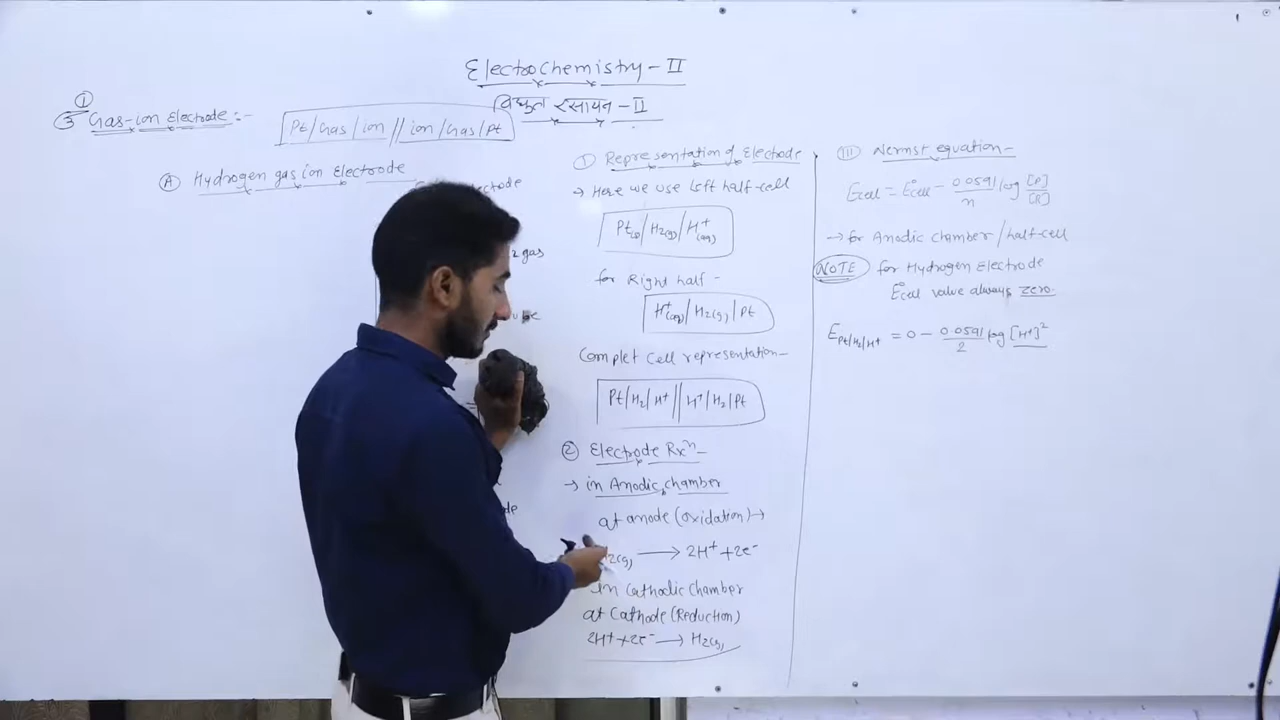 Electrochemistry - II
विद्युत रसायन - II
① ③ Gas-ion Electrode :-
Pt/Gas/ion || ion/Gas/Pt
Ⓐ Hydrogen gas ion Electrode
gas
① Representation of Electrode
→ Here we use Left half-cell
Pt(s)/H2(g)/H+(aq)
for Right half -
H+(aq)/H2(g)/Pt
Complet Cell representation -
Pt/H2/H+ || H+/H2/Pt
② Electrode Rxn -
→ in Anodic chamber
at anode (oxidation) →
H2(g) → 2H+ + 2e-
in Cathodic chamber
at Cathode (Reduction)
2H+ + 2e- → H2(g)
III Nernst equation -
Ecell = E°cell - 0.0591/n log [P]/[R]
→ for Anodic chamber/half-cell
NOTE for Hydrogen Electrode
E°cell value always zero.
EPt/H2/H+ = 0 - 0.0591/2 log [H+]²